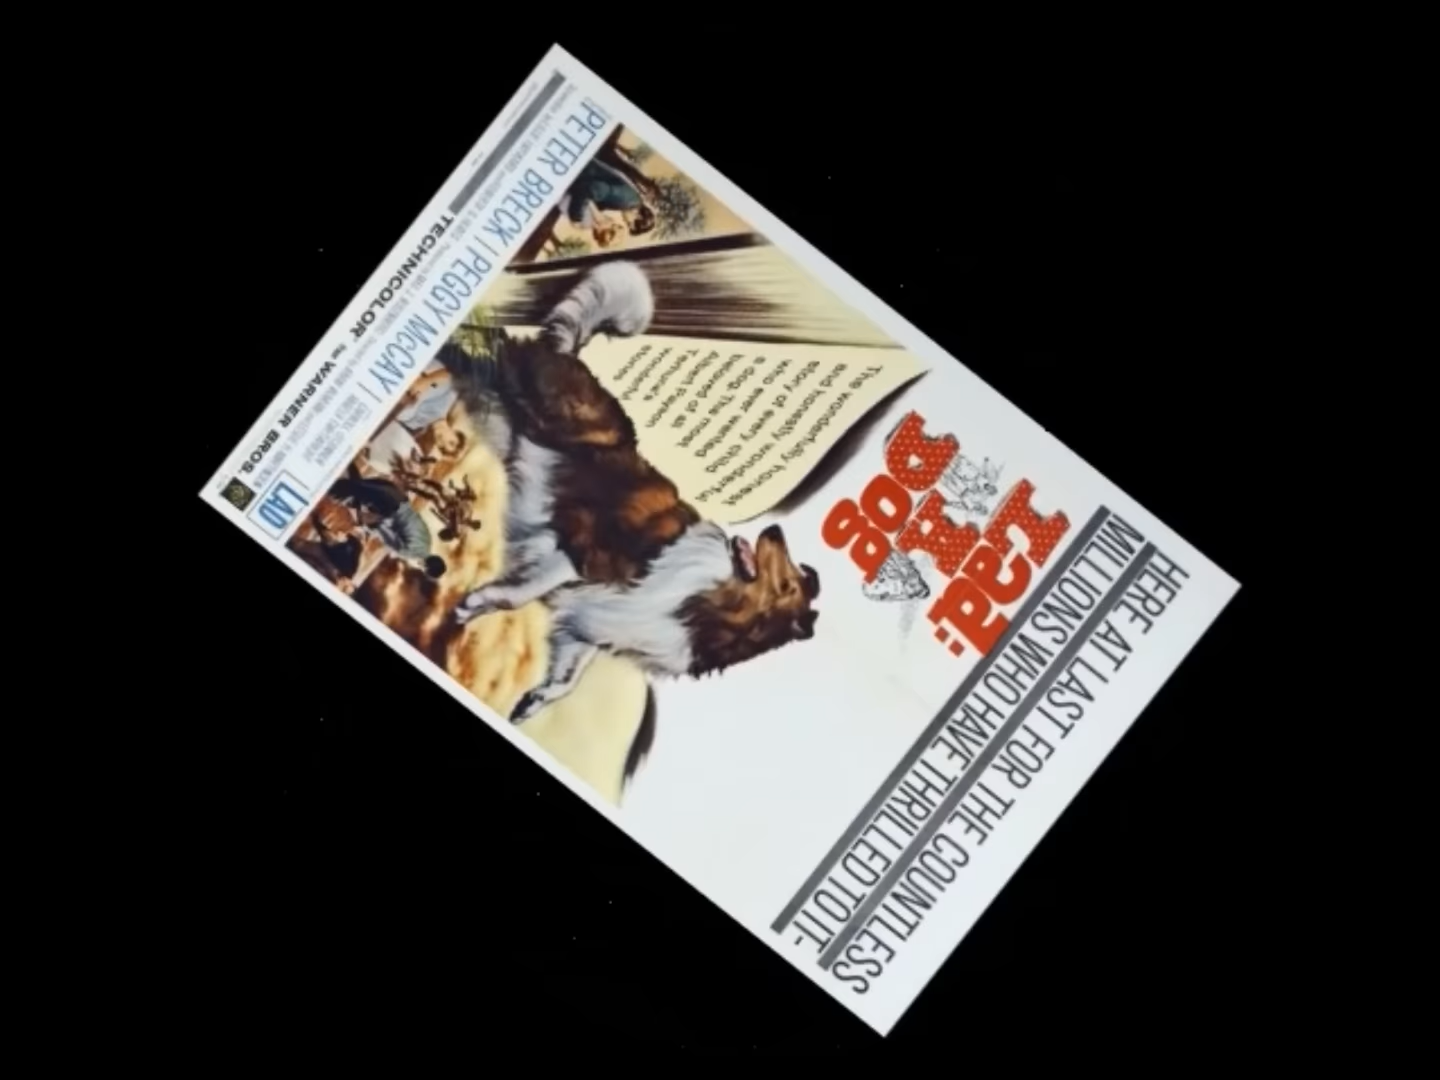 HERE AT LAST FOR THE COUNTLESS
MILLIONS WHO HAVE THRILLED TO IT-
Lad:
A
Dog
The wonderfully honest
and honestly wonderful
story of every child
who ever wanted
a dog-The most
beloved of all
Albert Payson
Terhune's
wonderful
stories
PETER BRECK / PEGGY McCAY /
LAD
TECHNICOLOR® From WARNER BROS.